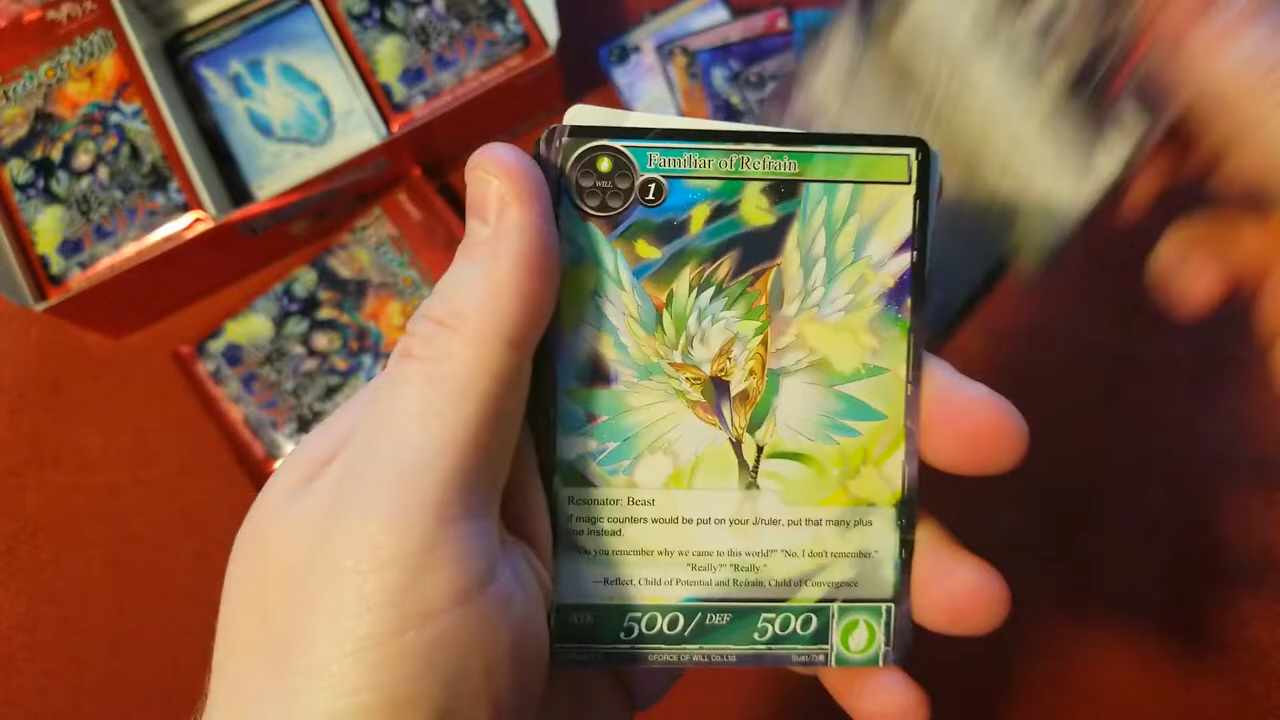 Familiar of Refrain
WILL
1
Resonator: Beast
If magic counters would be put on your J/ruler, put that many plus
one instead.
"Do you remember why we came to this world?" "No, I don't remember."
"Really?" "Really."
—Reflect, Child of Potential and Refrain, Child of Convergence
ATK 500/ DEF 500
©FORCE OF WILL Co.,Ltd.